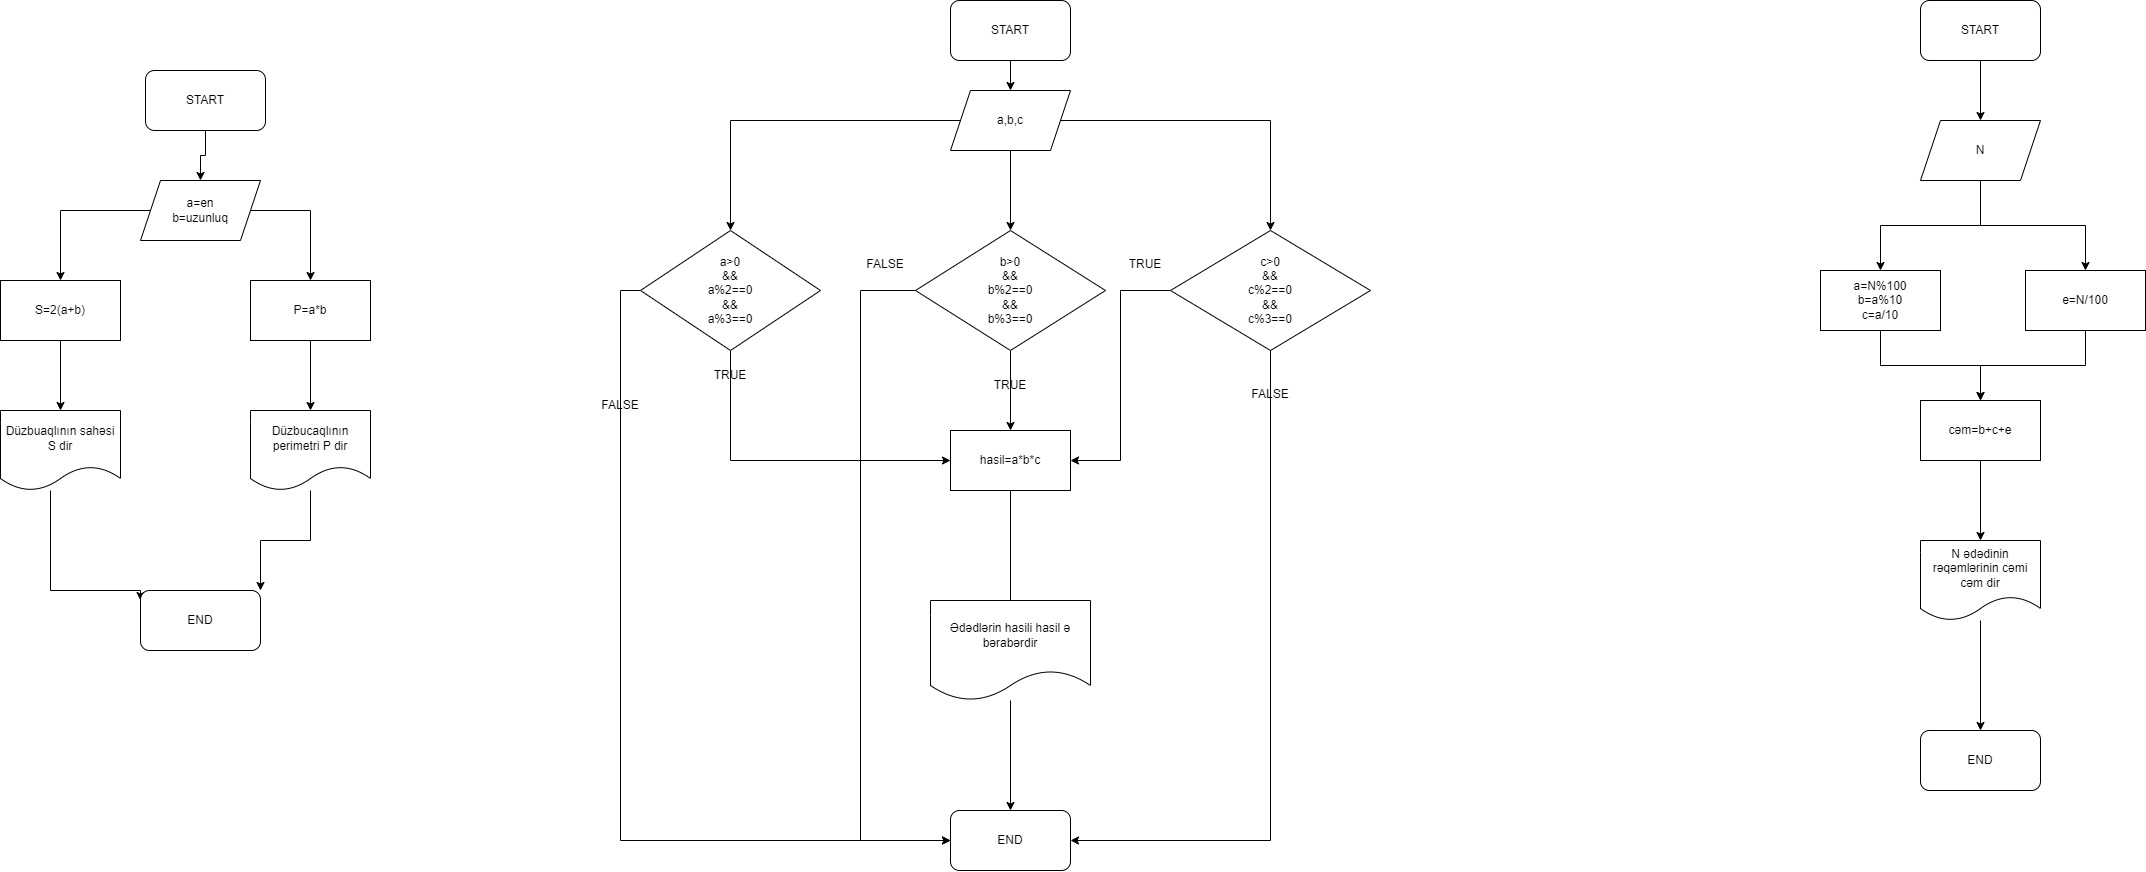 START
a=en
b=uzunluq
S=2(a+b)
P=a*b
Düzbuaqlının sahəsi
S dir
Düzbucaqlının
perimetri P dir
END
START
a,b,c
a>0
&&
a%2==0
&&
a%3==0
FALSE
b>0
&&
b%2==0
&&
b%3==0
TRUE
c>0
&&
c%2==0
&&
c%3==0
TRUE
TRUE
FALSE
FALSE
hasil=a*b*c
Ədədlərin hasili hasil ə
bərabərdir
END
START
N
a=N%100
b=a%10
c=a/10
e=N/100
cəm=b+c+e
N ədədinin
rəqəmlərinin cəmi
cəm dir
END